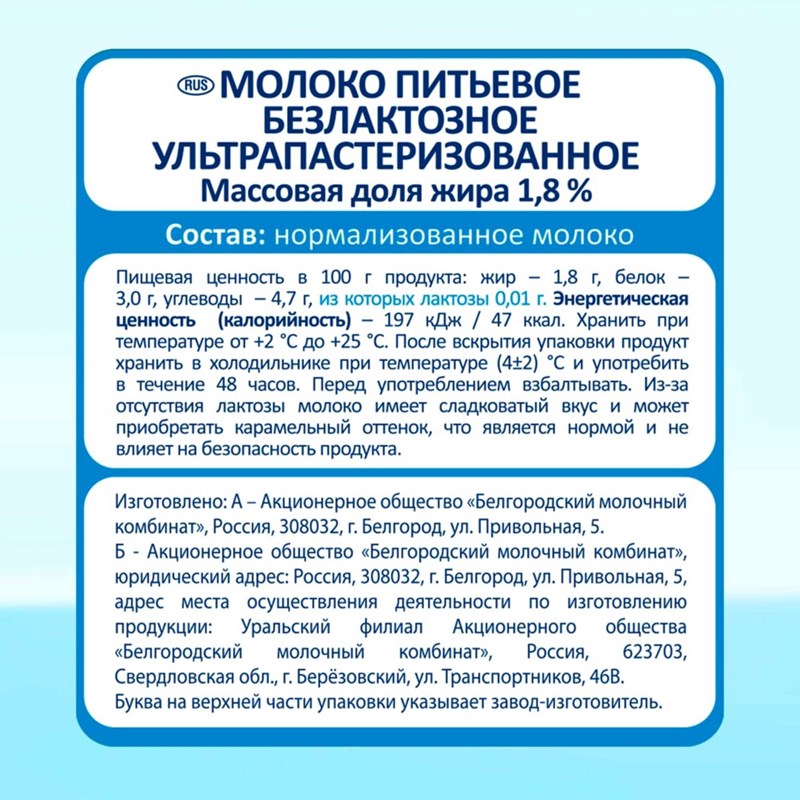 RUS МОЛОКО ПИТЬЕВОЕ
БЕЗЛАКТОЗНОЕ
УЛЬТРАПАСТЕРИЗОВАННОЕ
Массовая доля жира 1,8 %
Состав: нормализованное молоко
Пищевая ценность в 100 г продукта: жир – 1,8 г, белок –
3,0 г, углеводы – 4,7 г, из которых лактозы 0,01 г. Энергетическая
ценность (калорийность) – 197 кДж / 47 ккал. Хранить при
температуре от +2 °С до +25 °С. После вскрытия упаковки продукт
хранить в холодильнике при температуре (4±2) °С и употребить
в течение 48 часов. Перед употреблением взбалтывать. Из-за
отсутствия лактозы молоко имеет сладковатый вкус и может
приобретать карамельный оттенок, что является нормой и не
влияет на безопасность продукта.
Изготовлено: А – Акционерное общество «Белгородский молочный
комбинат», Россия, 308032, г. Белгород, ул. Привольная, 5.
Б - Акционерное общество «Белгородский молочный комбинат»,
юридический адрес: Россия, 308032, г. Белгород, ул. Привольная, 5,
адрес места осуществления деятельности по изготовлению
продукции: Уральский филиал Акционерного общества
«Белгородский молочный комбинат», Россия, 623703,
Свердловская обл., г. Берёзовский, ул. Транспортников, 46В.
Буква на верхней части упаковки указывает завод-изготовитель.